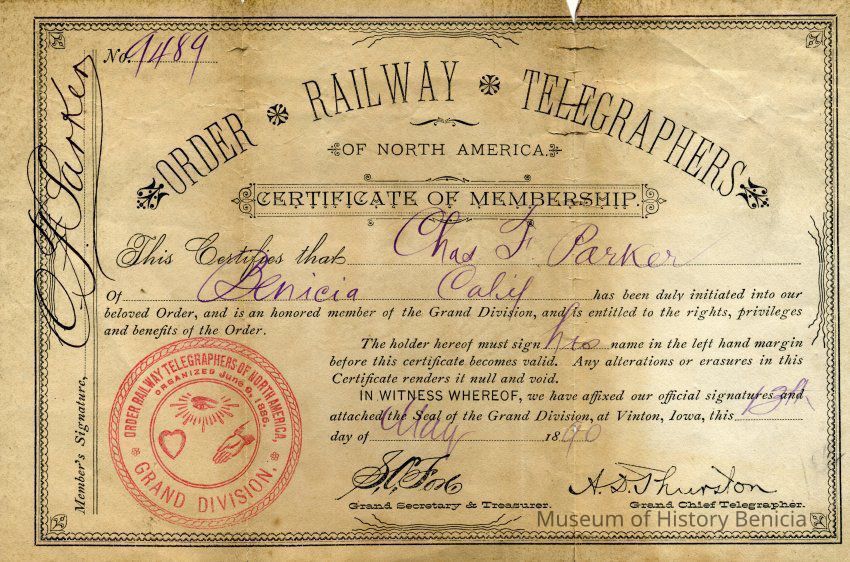 No. 9489
ORDER RAILWAY TELEGRAPHERS
OF NORTH AMERICA.
CERTIFICATE OF MEMBERSHIP.
This Certifies that Chas F. Parker
Of Benicia Calif has been duly initiated into our
beloved Order, and is an honored member of the Grand Division, and is entitled to the rights, privileges
and benefits of the Order.
The holder hereof must sign his name in the left hand margin
before this certificate becomes valid. Any alterations or erasures in this
Certificate renders it null and void.
IN WITNESS WHEREOF, we have affixed our official signatures and
attached the Seal of the Grand Division, at Vinton, Iowa, this 13th
day of May 1890
Grand Secretary & Treasurer.
A. D. Thurston
Grand Chief Telegrapher.
Member's Signature, C F Parker
ORDER RAILWAY TELEGRAPHERS OF NORTH AMERICA.
ORGANIZED June 9, 1886.
GRAND DIVISION.
Museum of History Benicia